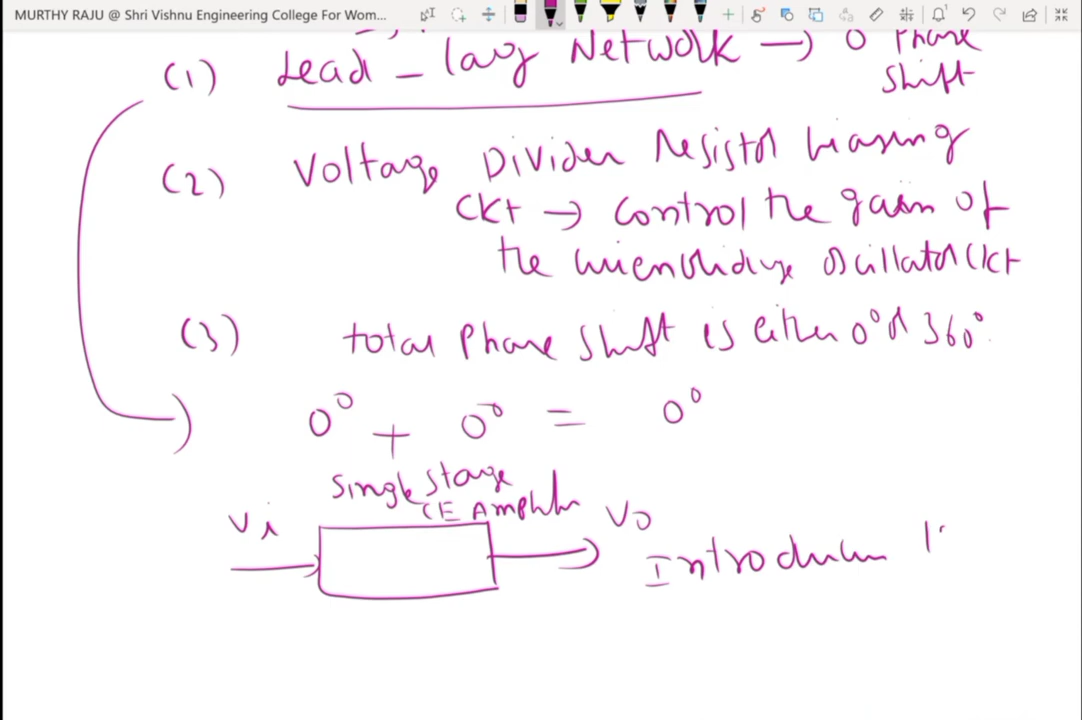 MURTHY RAJU @ Shri Vishnu Engineering College For Wom...
(1) Lead - lag Network → 0 Phase
shift
(2) Voltage Divider Resistor biasing
CKT → control the gain of
the wienbridge oscillator CKT
(3) total Phase shift is either 0° or 360°.
0° + 0° = 0°
Single stage
CE Amplifier
Vi
Vo
Introduces 1